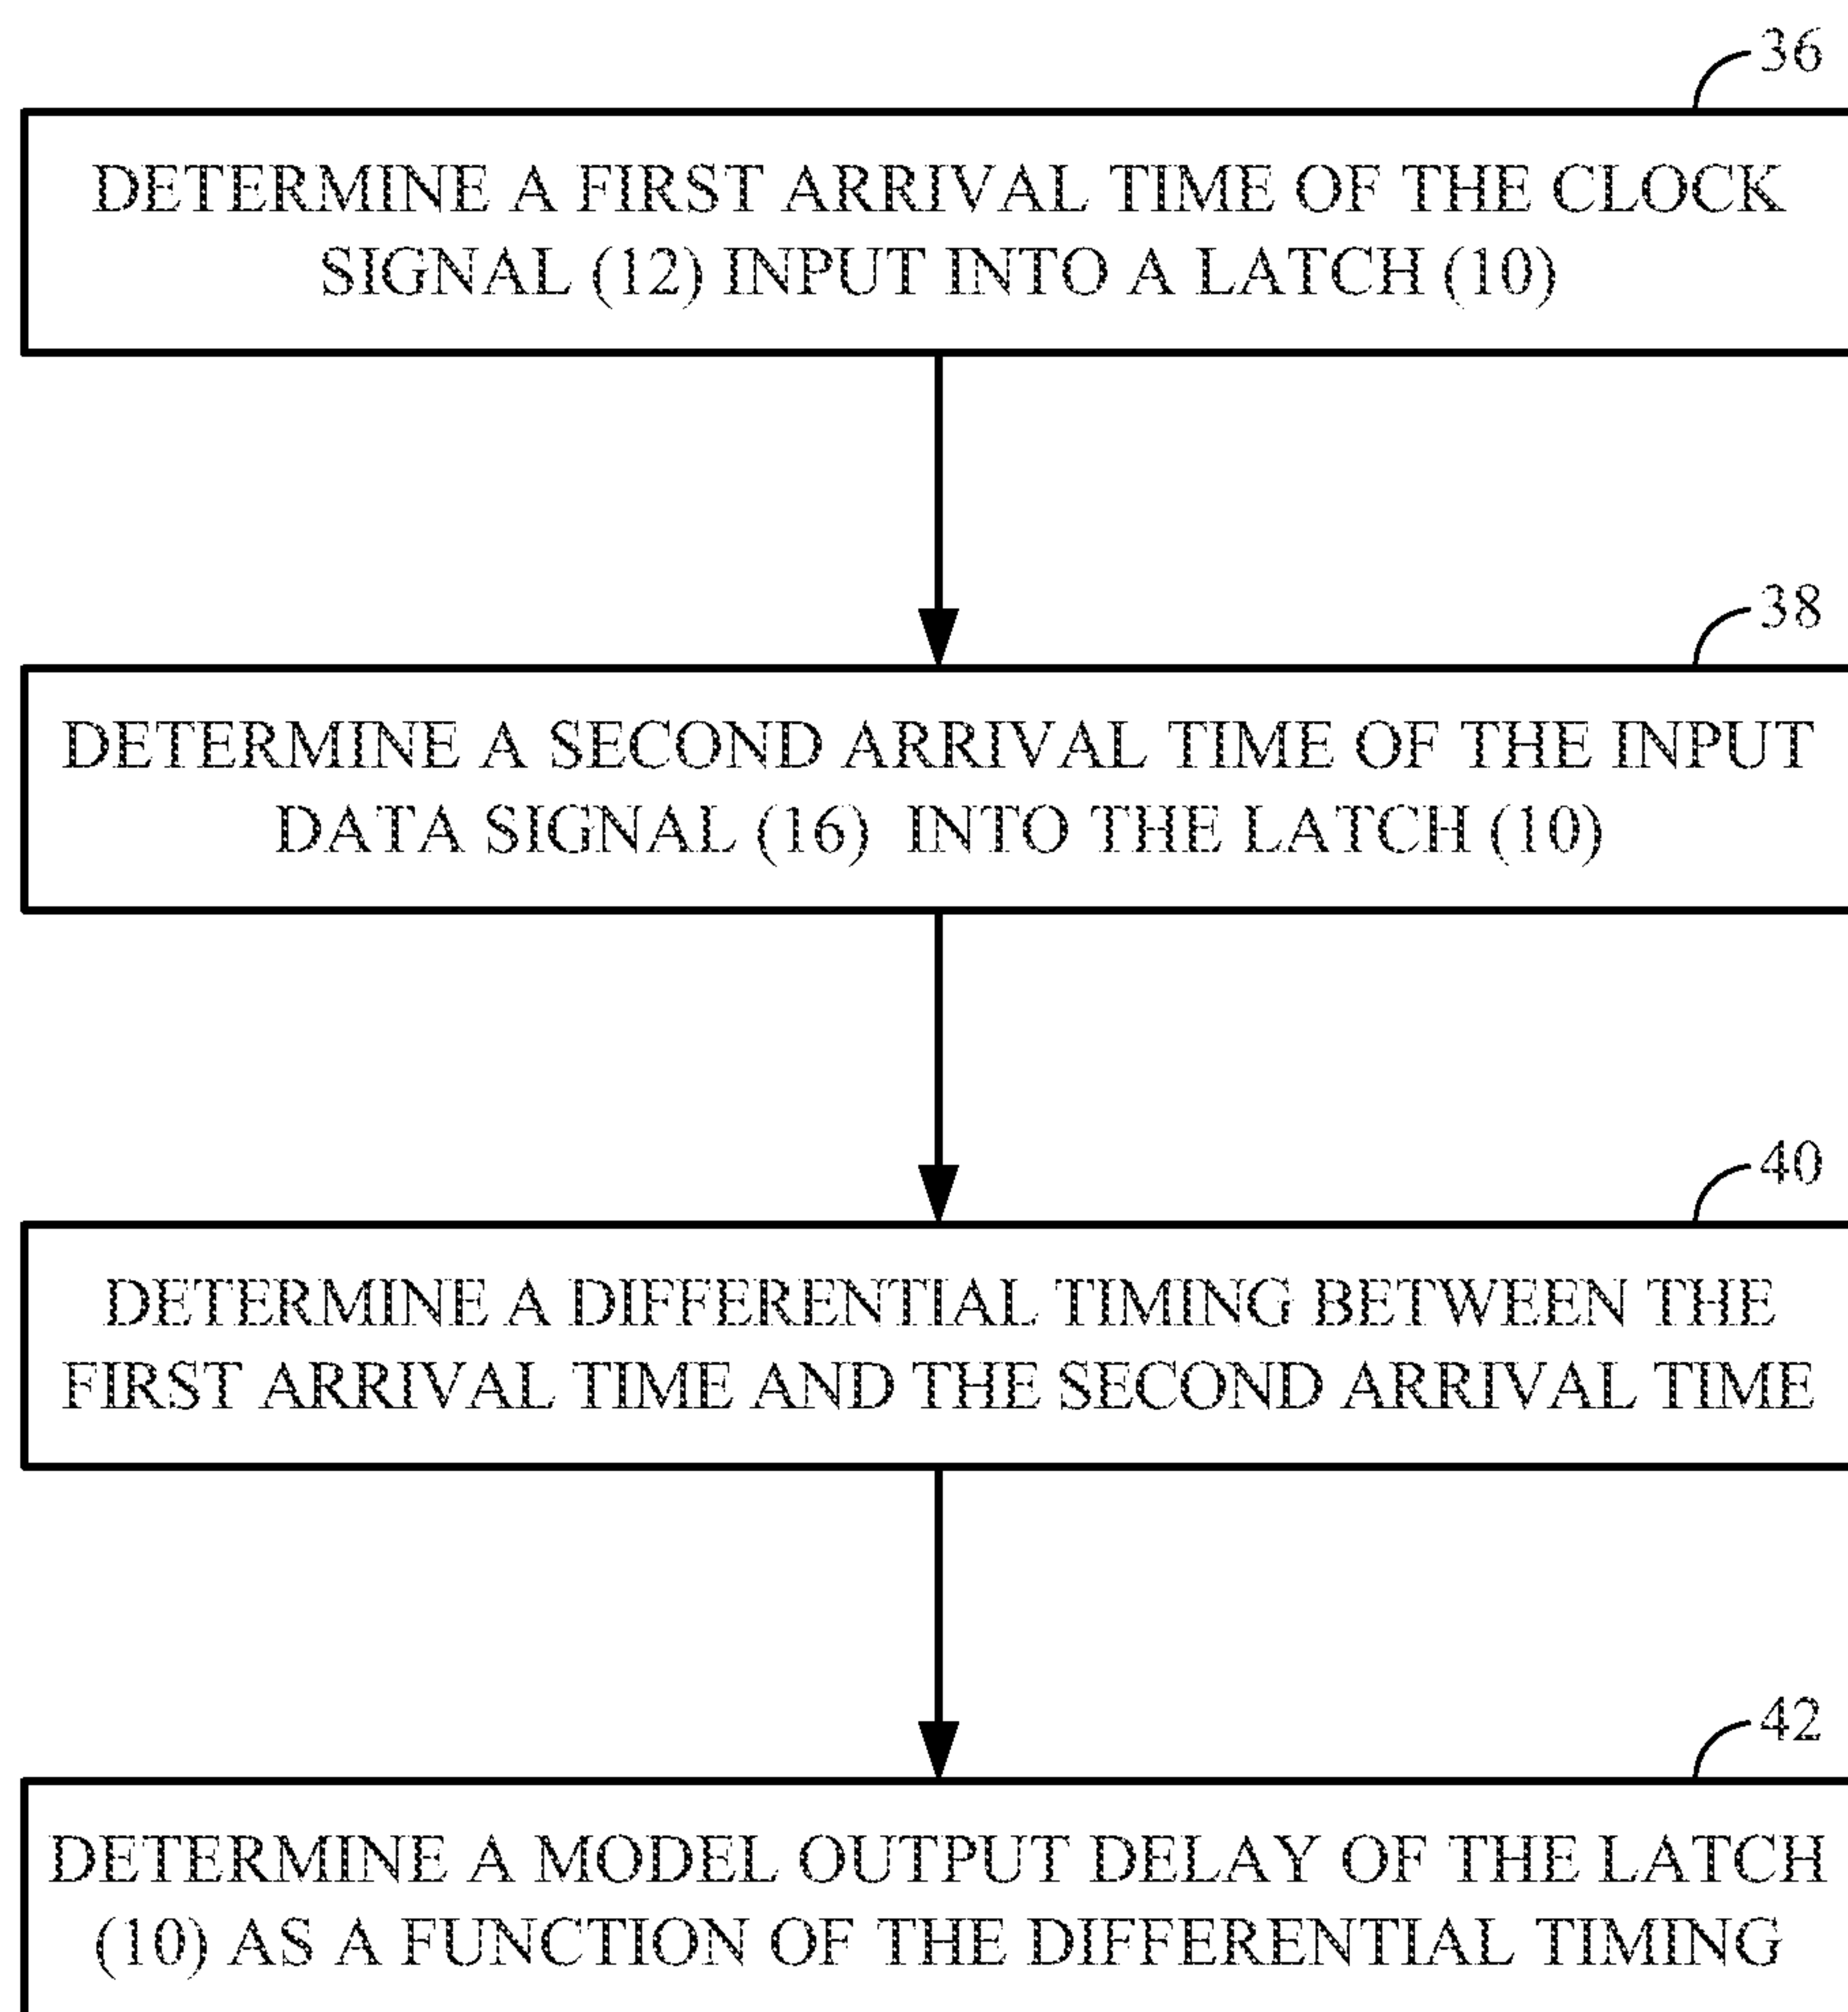 36
DETERMINE A FIRST ARRIVAL TIME OF THE CLOCK
SIGNAL (12) INPUT INTO A LATCH (10)
38
DETERMINE A SECOND ARRIVAL TIME OF THE INPUT
DATA SIGNAL (16) INTO THE LATCH (10)
40
DETERMINE A DIFFERENTIAL TIMING BETWEEN THE
FIRST ARRIVAL TIME AND THE SECOND ARRIVAL TIME
42
DETERMINE A MODEL OUTPUT DELAY OF THE LATCH
(10) AS A FUNCTION OF THE DIFFERENTIAL TIMING